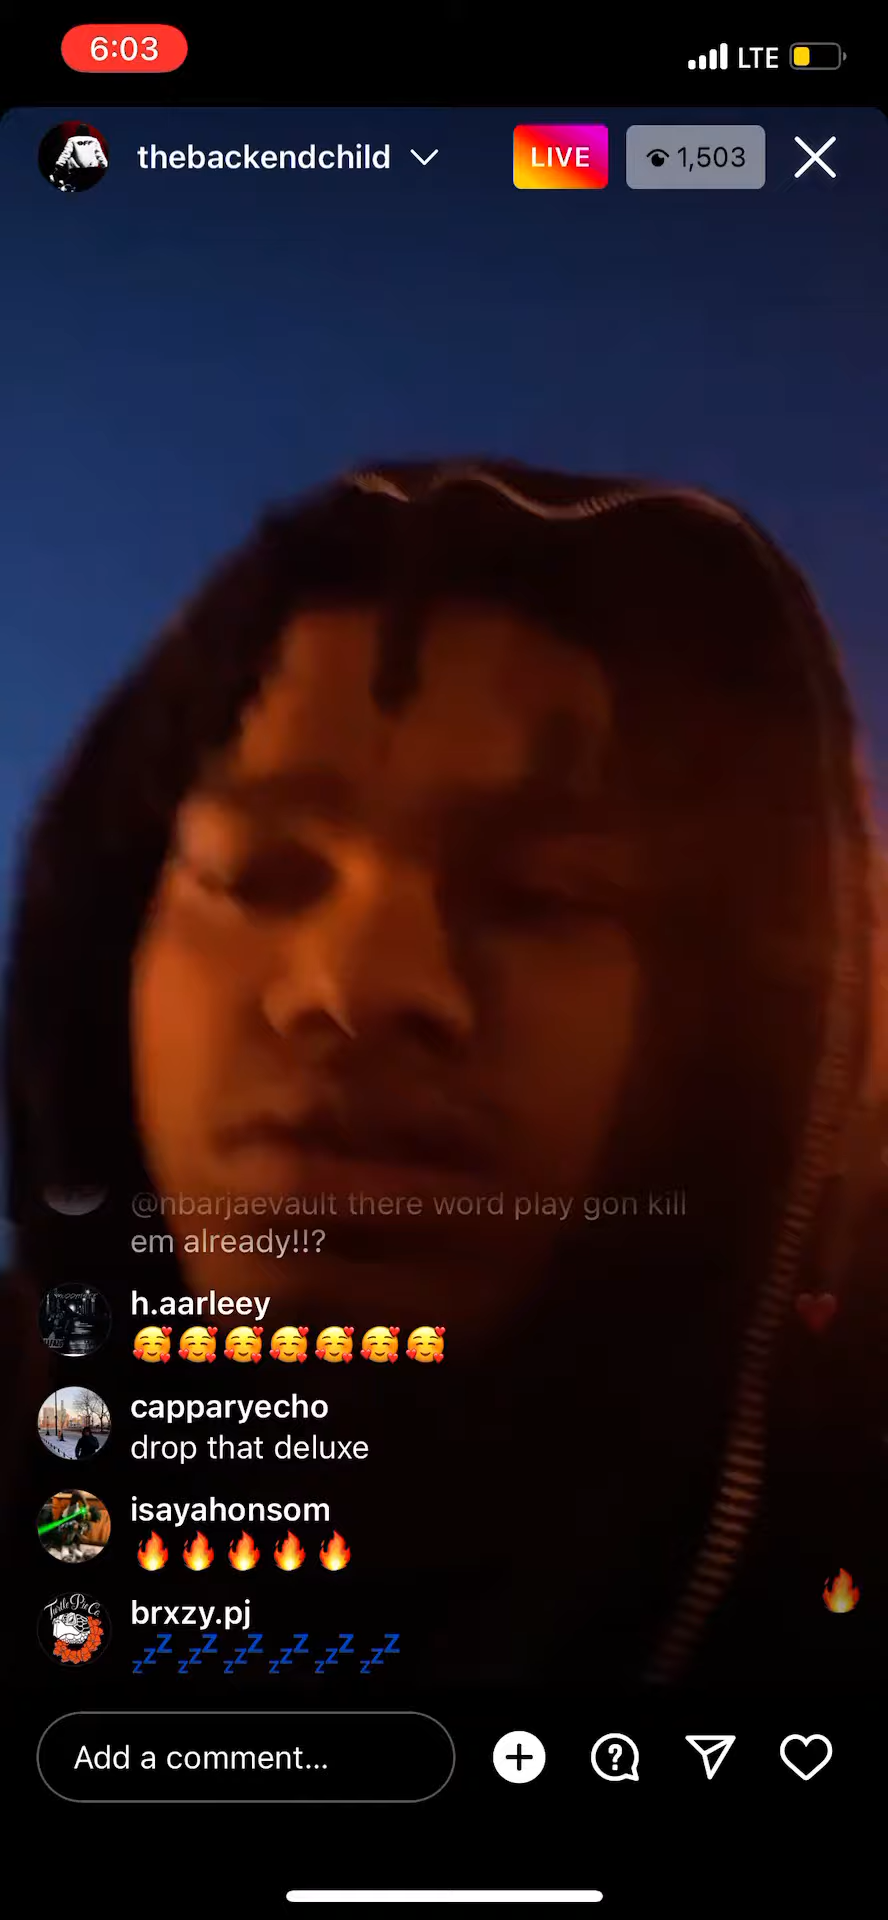 6:03
LTE
thebackendchild
LIVE
1,503
@nbarjaevault there word play gon kill
em already!!?
h.aarleey
🥰🥰🥰🥰🥰🥰🥰
capparyecho
drop that deluxe
isayahonsom
🔥🔥🔥🔥🔥
brxzy.pj
💤💤💤💤💤💤
Add a comment...